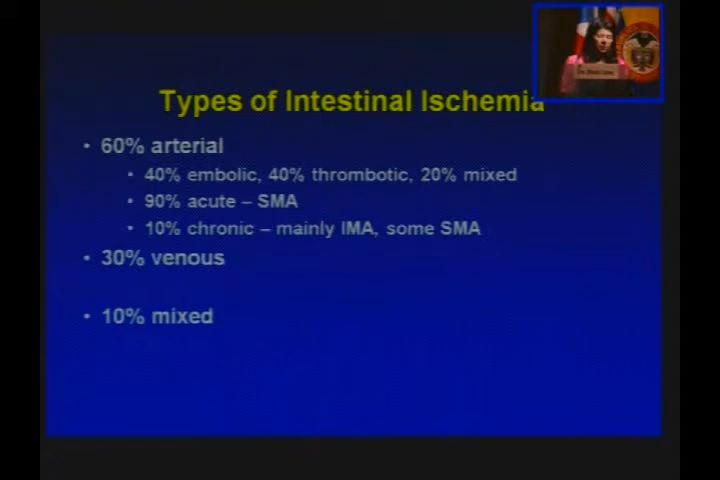 Types of Intestinal Ischemia
• 60% arterial
• 40% embolic, 40% thrombotic, 20% mixed
• 90% acute – SMA
• 10% chronic – mainly IMA, some SMA
• 30% venous
• 10% mixed